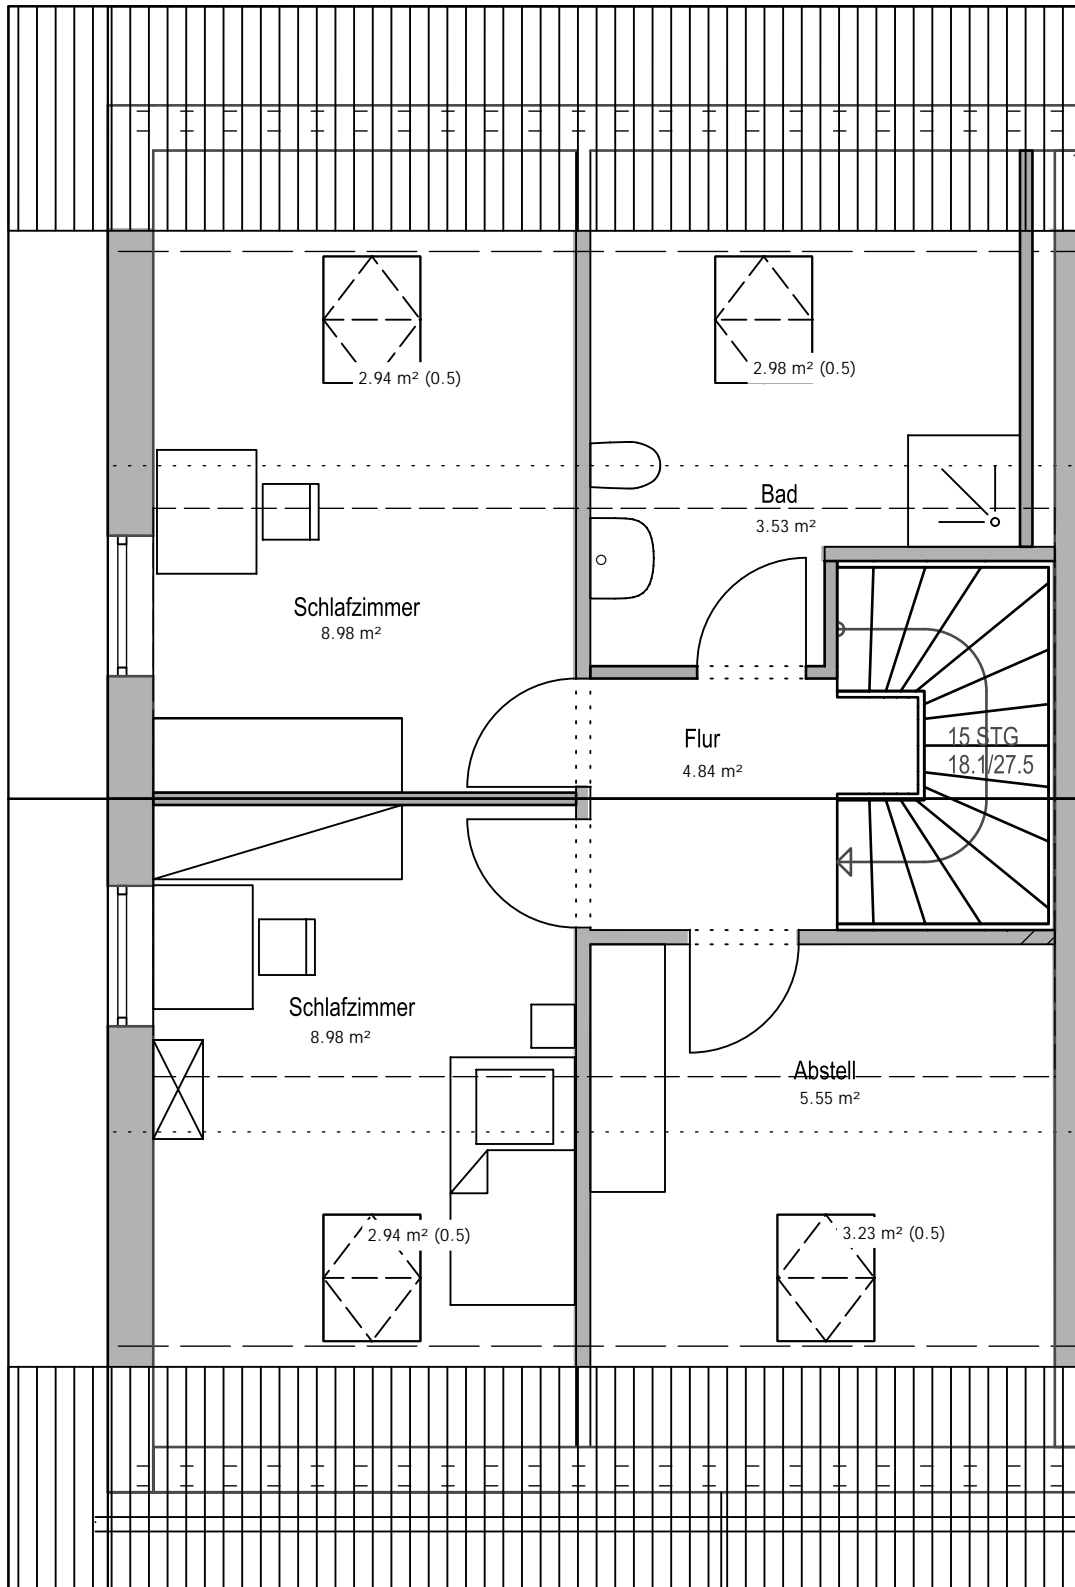 2.94 m² (0.5)
2.98 m² (0.5)
Bad
3.53 m²
Schlafzimmer
8.98 m²
Flur
4.84 m²
15 STG
18.1/27.5
Schlafzimmer
8.98 m²
Abstell
5.55 m²
2.94 m² (0.5)
3.23 m² (0.5)